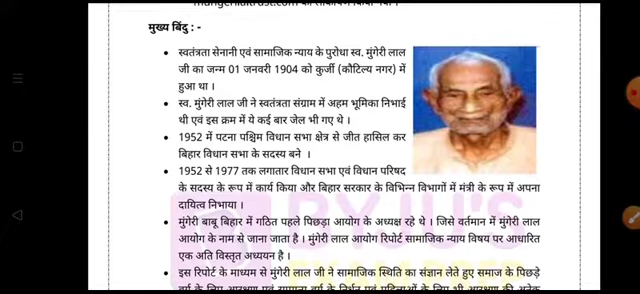 मुख्य बिंदु : -
स्वतंत्रता सेनानी एवं सामाजिक न्याय के पुरोधा स्व. मुंगेरी लाल
जी का जन्म 01 जनवरी 1904 को कुर्जी (कौटिल्य नगर) में
हुआ था ।
स्व. मुंगेरी लाल जी ने स्वतंत्रता संग्राम में अहम भूमिका निभाई
थी एवं इस क्रम में ये कई बार जेल भी गए थे ।
1952 में पटना पश्चिम विधान सभा क्षेत्र से जीत हासिल कर
बिहार विधान सभा के सदस्य बने ।
1952 से 1977 तक लगातार विधान सभा एवं विधान परिषद
के सदस्य के रूप में कार्य किया और बिहार सरकार के विभिन्न विभागों में मंत्री के रूप में अपना
दायित्व निभाया ।
मुंगेरी बाबू बिहार में गठित पहले पिछड़ा आयोग के अध्यक्ष रहे थे । जिसे वर्तमान में मुंगेरी लाल
आयोग के नाम से जाना जाता है । मुंगेरी लाल आयोग रिपोर्ट सामाजिक न्याय विषय पर आधारित
एक अति विस्तृत अध्ययन है ।
इस रिपोर्ट के माध्यम से मुंगेरी लाल जी ने सामाजिक स्थिति का संज्ञान लेते हुए समाज के पिछड़े
BYJU'S